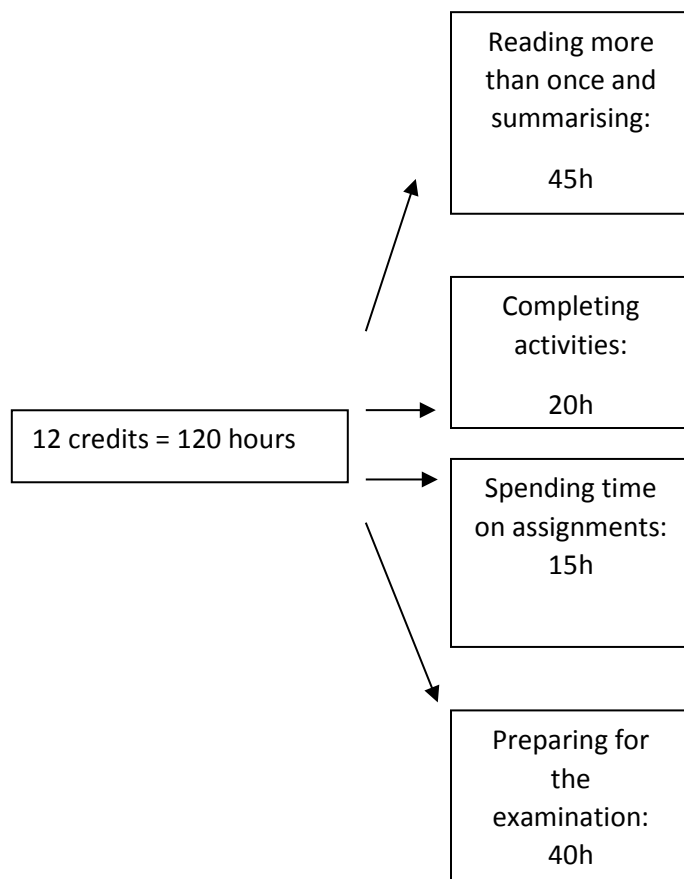 Reading more
than once and
summarising:
45h
Completing
activities:
20h
12 credits = 120 hours
Spending time
on assignments:
15h
Preparing for
the
examination:
40h